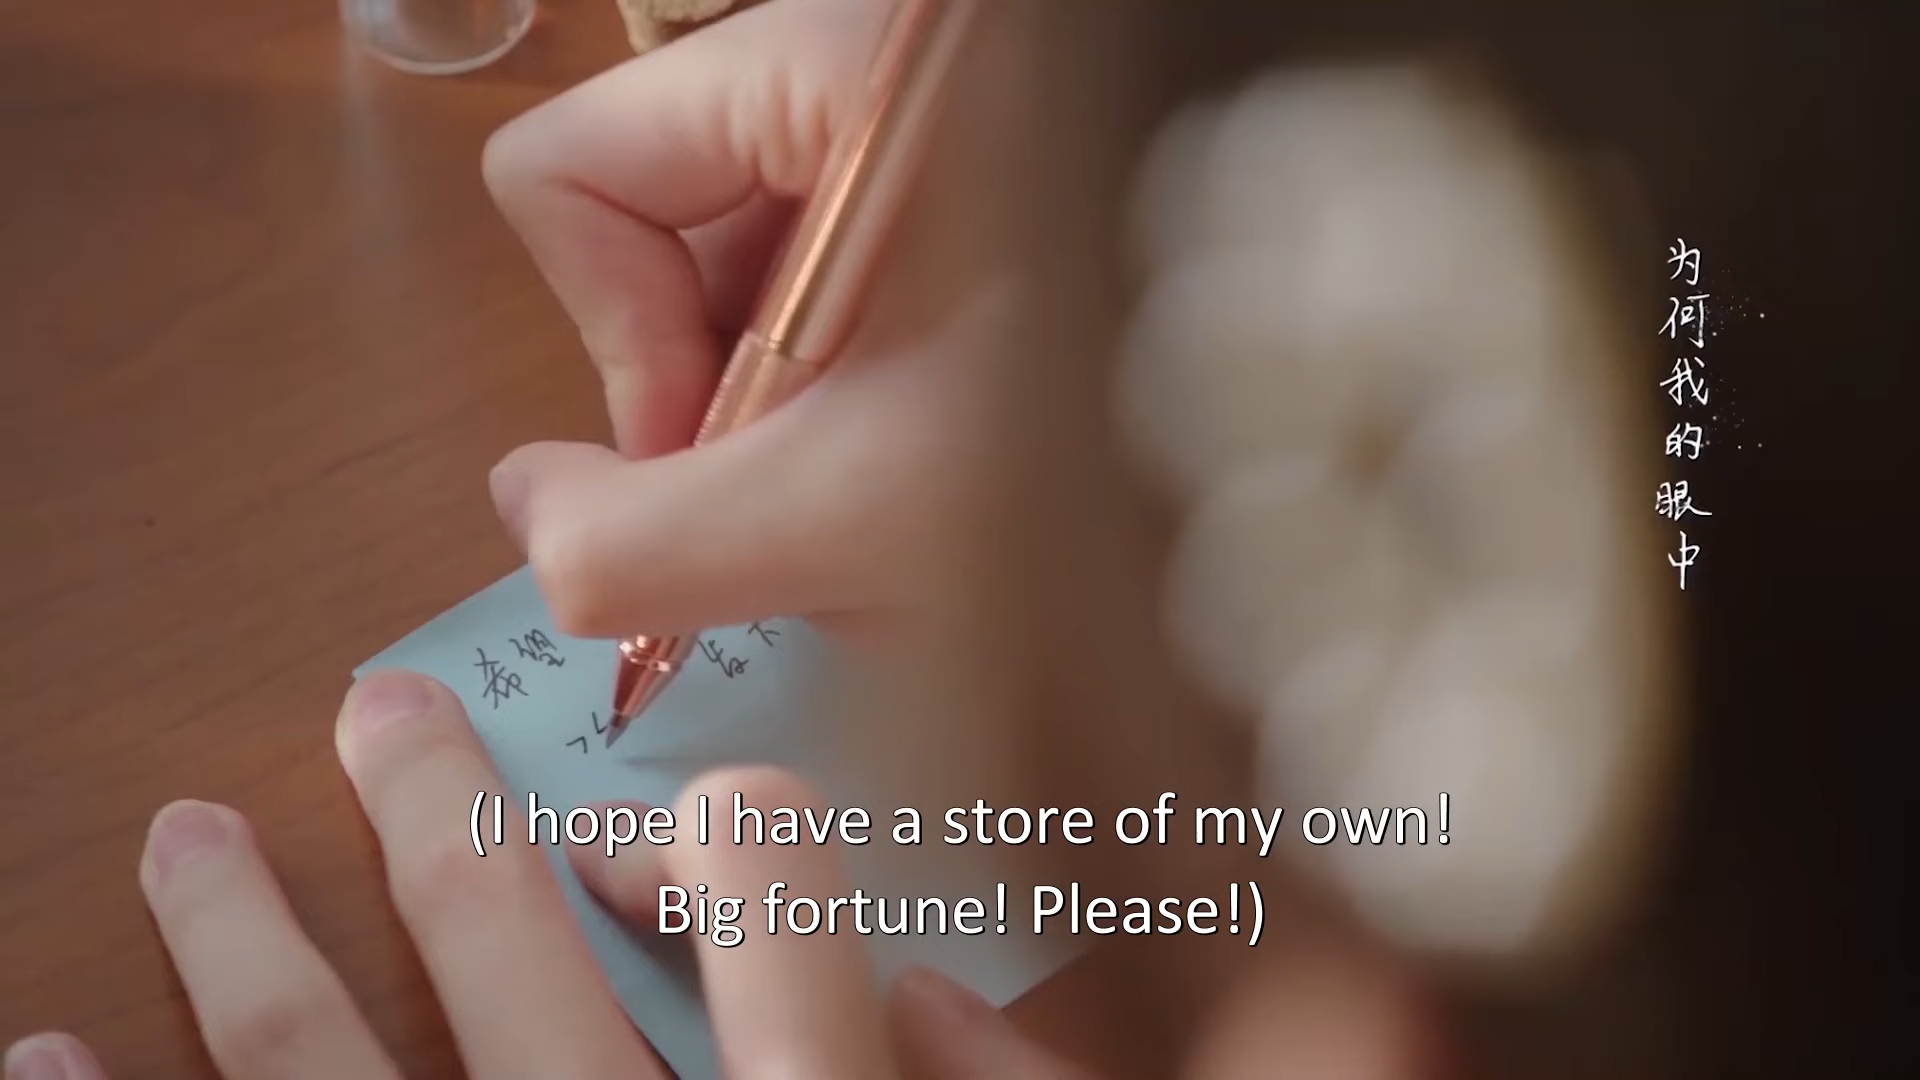 为何我的眼中
希望
(I hope I have a store of my own!
Big fortune! Please!)